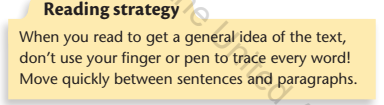 Reading strategy
When you read to get a general idea of the text,
don't use your finger or pen to trace every word!
Move quickly between sentences and paragraphs.